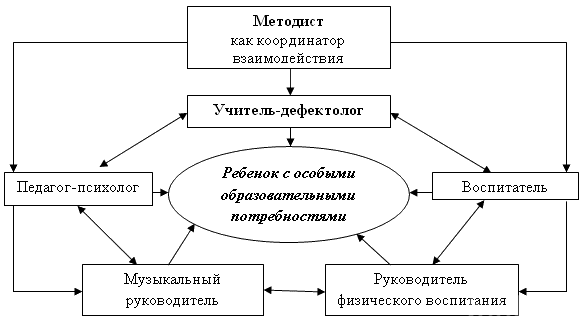 Методист
как координатор
взаимодействия
Учитель-дефектолог
Ребенок с особыми
образовательными
потребностями
Педагог-психолог
Воспитатель
Музыкальный
руководитель
Руководитель
физического воспитания